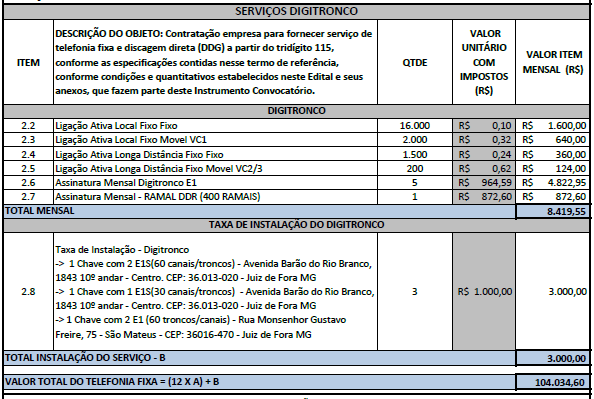 SERVIÇOS DIGITRONCO
ITEM
DESCRIÇÃO DO OBJETO: Contratação empresa para fornecer serviço de
telefonia fixa e discagem direta (DDG) a partir do tridígito 115,
conforme as especificações contidas nesse termo de referência,
conforme condições e quantitativos estabelecidos neste Edital e seus
anexos, que fazem parte deste Instrumento Convocatório.
QTDE
VALOR
UNITÁRIO
COM
IMPOSTOS
(R$)
VALOR ITEM
MENSAL (R$)
DIGITRONCO
2.2 Ligação Ativa Local Fixo Fixo 16.000 R$ 0,10 R$ 1.600,00
2.3 Ligação Ativa Local Fixo Movel VC1 2.000 R$ 0,32 R$ 640,00
2.4 Ligação Ativa Longa Distância Fixo Fixo 1.500 R$ 0,24 R$ 360,00
2.5 Ligação Ativa Longa Distância Fixo Movel VC2/3 200 R$ 0,62 R$ 124,00
2.6 Assinatura Mensal Digitronco E1 5 R$ 964,59 R$ 4.822,95
2.7 Assinatura Mensal - RAMAL DDR (400 RAMAIS) 1 R$ 872,60 R$ 872,60
TOTAL MENSAL 8.419,55
TAXA DE INSTALAÇÃO DO DIGITRONCO
2.8
Taxa de Instalação - Digitronco
-> 1 Chave com 2 E1S(60 canais/troncos) - Avenida Barão do Rio Branco,
1843 10º andar - Centro. CEP: 36.013-020 - Juiz de Fora MG
-> 1 Chave com 1 E1S(30 canais/troncos) - Avenida Barão do Rio Branco,
1843 10º andar - Centro. CEP: 36.013-020 - Juiz de Fora MG
-> 1 Chave com 2 E1 (60 troncos/canais) - Rua Monsenhor Gustavo
Freire, 75 - São Mateus - CEP: 36016-470 - Juiz de Fora MG
3 R$ 1.000,00 3.000,00
TOTAL INSTALAÇÃO DO SERVIÇO - B 3.000,00
VALOR TOTAL DO TELEFONIA FIXA = (12 X A) + B 104.034,60